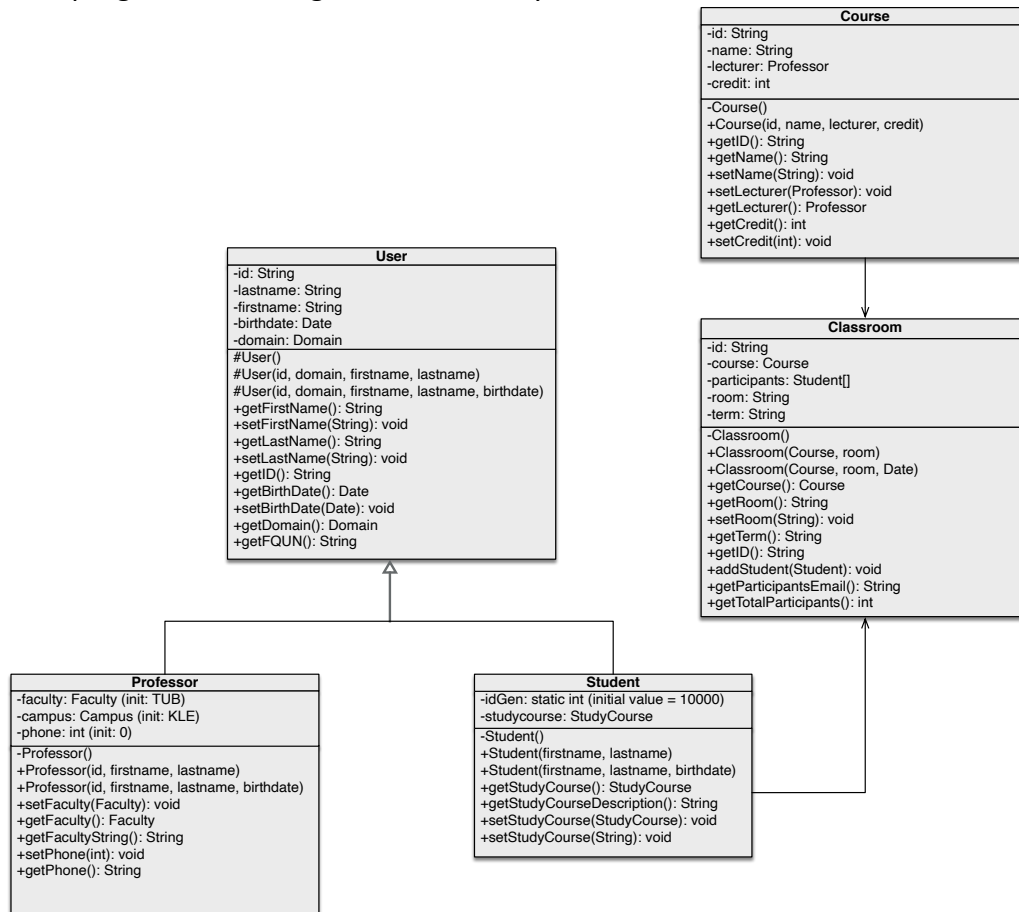 Course
-id: String
-name: String
-lecturer: Professor
-credit: int
-Course()
+Course(id, name, lecturer, credit)
+getID(): String
+getName(): String
+setName(String): void
+setLecturer(Professor): void
+getLecturer(): Professor
+getCredit(): int
+setCredit(int): void
User
-id: String
-lastname: String
-firstname: String
-birthdate: Date
-domain: Domain
#User()
#User(id, domain, firstname, lastname)
#User(id, domain, firstname, lastname, birthdate)
+getFirstName(): String
+setFirstName(String): void
+getLastName(): String
+setLastName(String): void
+getID(): String
+getBirthDate(): Date
+setBirthDate(Date): void
+getDomain(): Domain
+getFQUN(): String
Classroom
-id: String
-course: Course
-participants: Student[]
-room: String
-term: String
-Classroom()
+Classroom(Course, room)
+Classroom(Course, room, Date)
+getCourse(): Course
+getRoom(): String
+setRoom(String): void
+getTerm(): String
+getID(): String
+addStudent(Student): void
+getParticipantsEmail(): String
+getTotalParticipants(): int
Professor
-faculty: Faculty (init: TUB)
-campus: Campus (init: KLE)
-phone: int (init: 0)
-Professor()
+Professor(id, firstname, lastname)
+Professor(id, firstname, lastname, birthdate)
+setFaculty(Faculty): void
+getFaculty(): Faculty
+getFacultyString(): String
+setPhone(int): void
+getPhone(): String
Student
-idGen: static int (initial value = 10000)
-studycourse: StudyCourse
-Student()
+Student(firstname, lastname)
+Student(firstname, lastname, birthdate)
+getStudyCourse(): StudyCourse
+getStudyCourseDescription(): String
+setStudyCourse(StudyCourse): void
+setStudyCourse(String): void